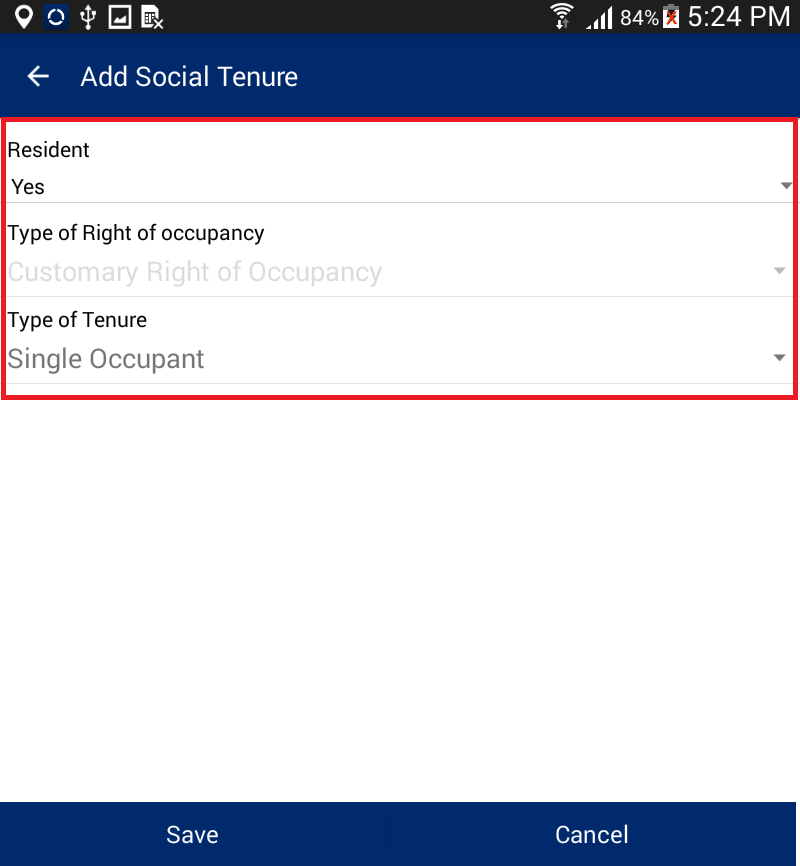 84% 5:24 PM
Add Social Tenure
Resident
Yes
Type of Right of occupancy
Customary Right of Occupancy
Type of Tenure
Single Occupant
Save Cancel